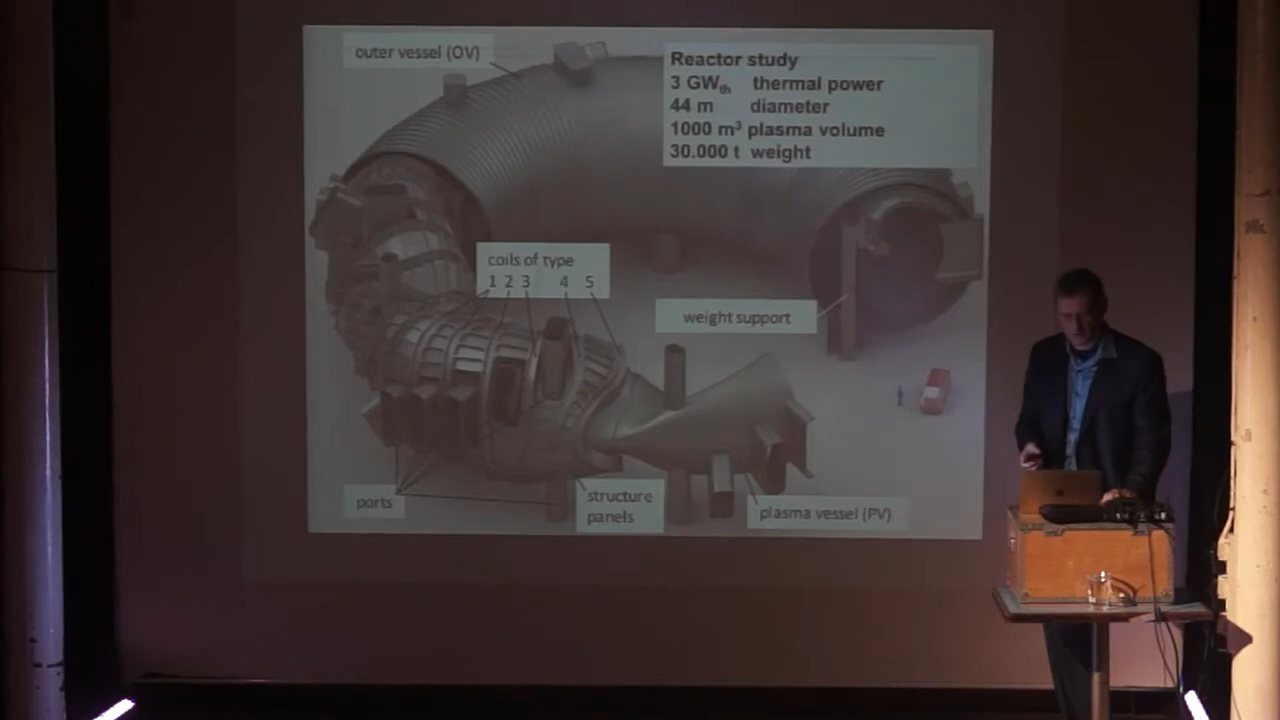 outer vessel (OV)
Reactor study
3 GWth thermal power
44 m diameter
1000 m³ plasma volume
30.000 t weight
coils of type
1 2 3 4 5
weight support
ports
structure
panels
plasma vessel (PV)